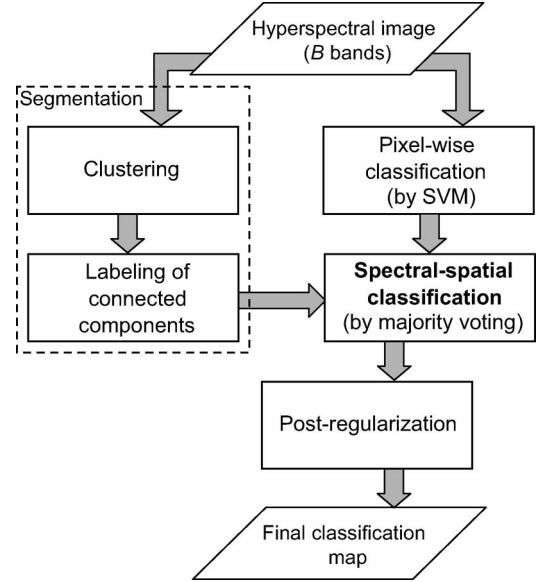 Hyperspectral image
(B bands)
Segmentation
Clustering
Pixel-wise
classification
(by SVM)
Labeling of
connected
components
Spectral-spatial
classification
(by majority voting)
Post-regularization
Final classification
map